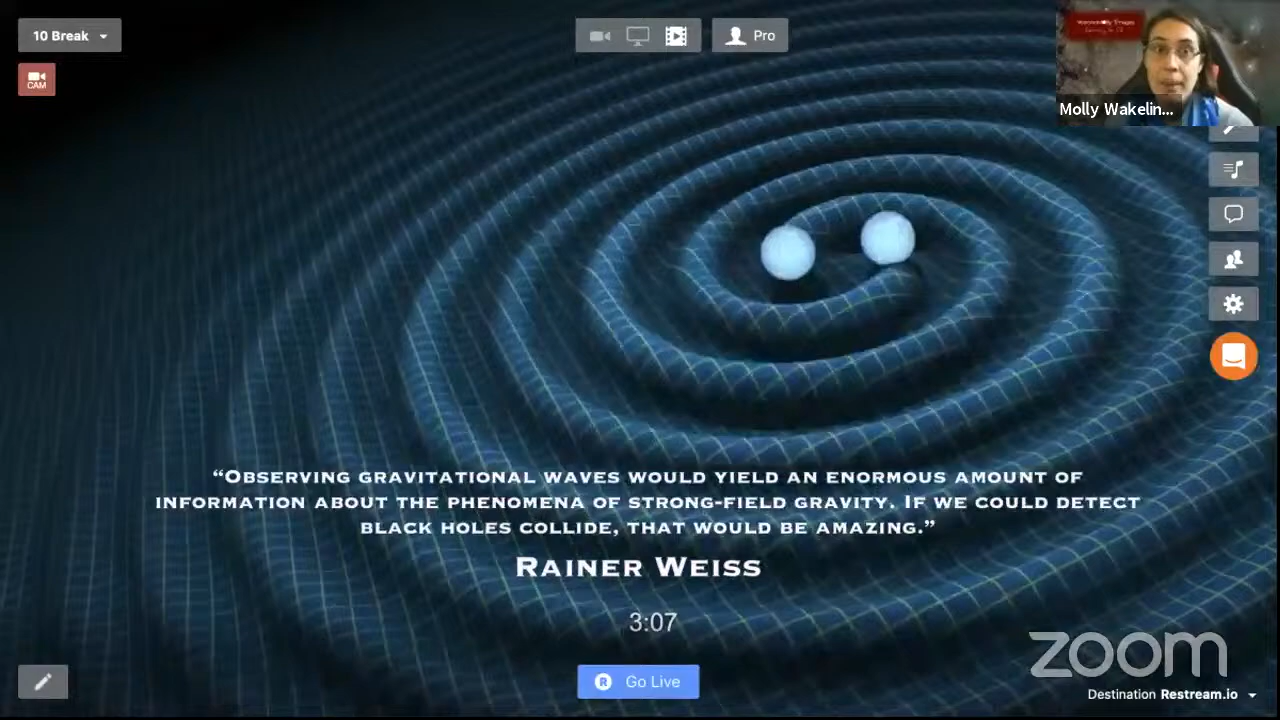 10 Break
Pro
CAM
Molly Wakelin...
“Observing gravitational waves would yield an enormous amount of
information about the phenomena of strong-field gravity. If we could detect
black holes collide, that would be amazing.”
Rainer Weiss
3:07
R Go Live
zoom
Destination Restream.io